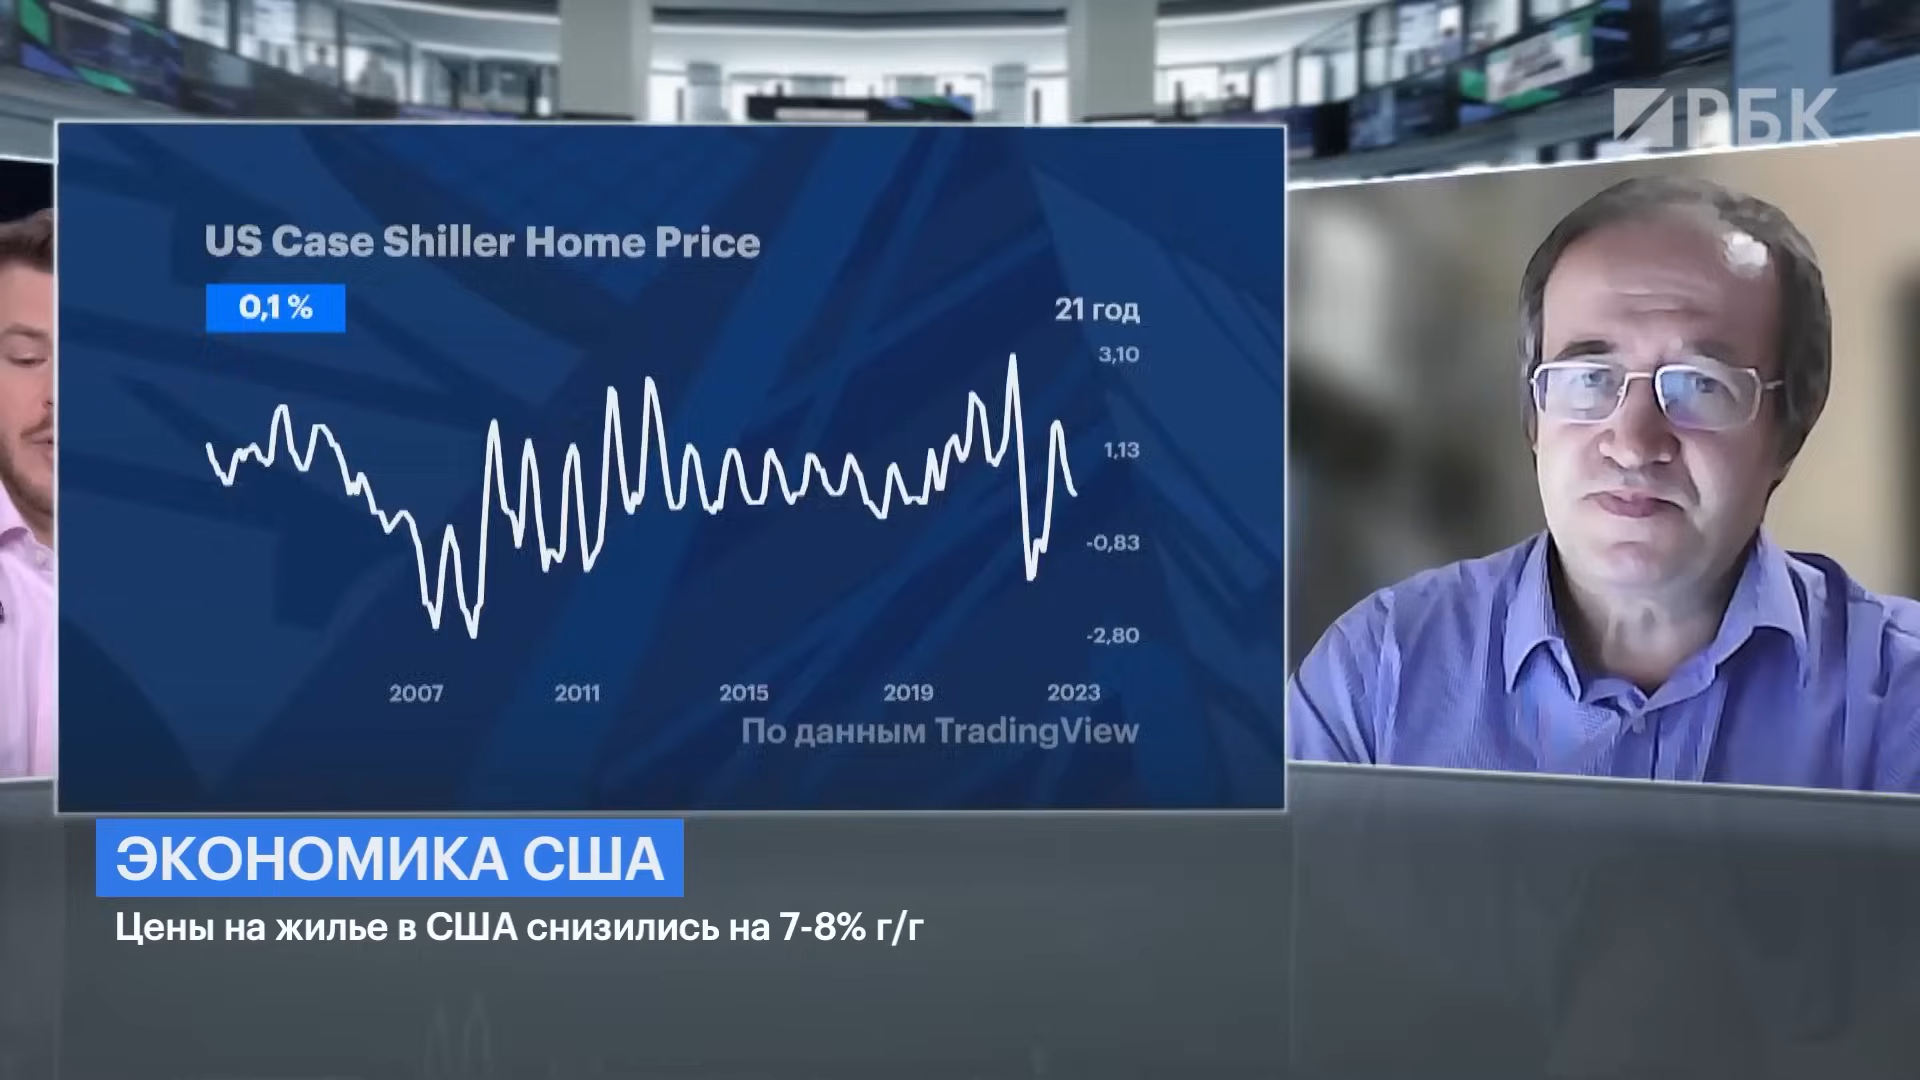 РБК
US Case Shiller Home Price
0,1 %
21 год
3,10
1,13
-0,83
-2,80
2007 2011 2015 2019 2023
По данным TradingView
ЭКОНОМИКА США
Цены на жилье в США снизились на 7-8% г/г